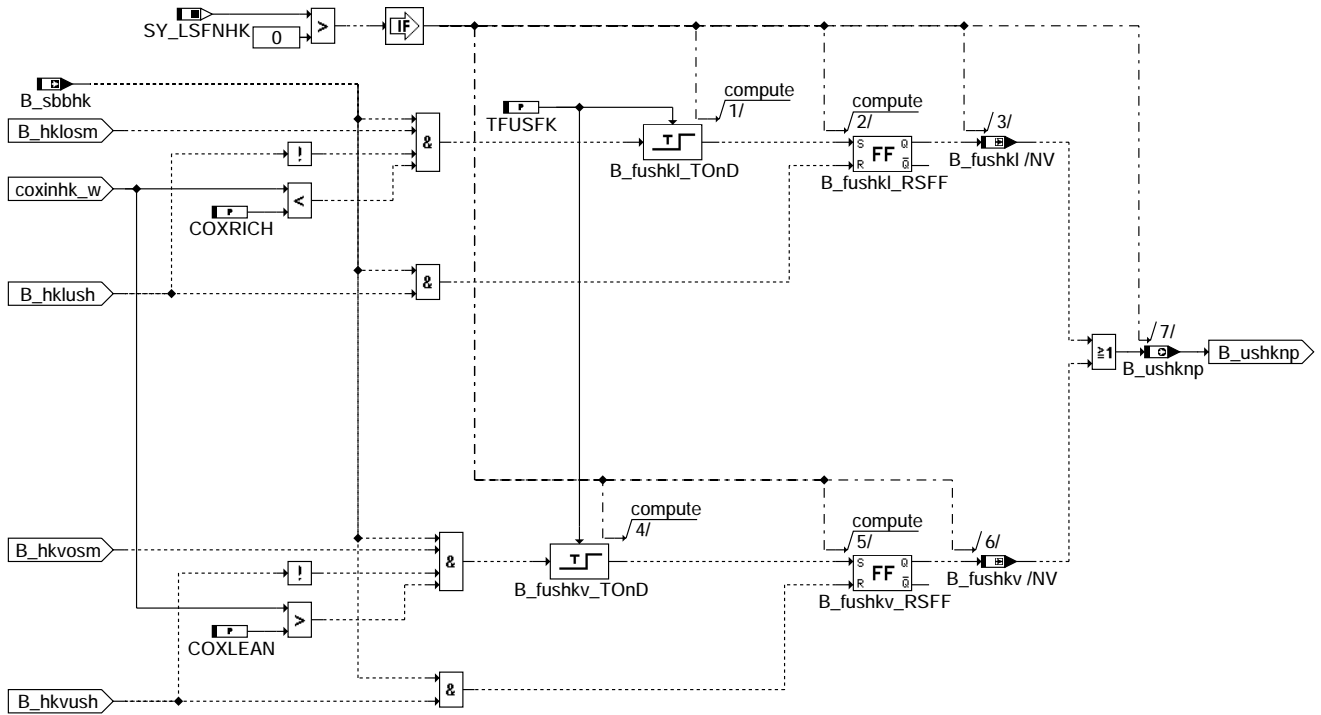 SY_LSFNHK
0
>
IF
B_sbbhk
B_hklosm
!
&
TFUSFK
compute
1/
T
B_fushkl_TOnD
compute
2/
S Q
FF
R Q
B_fushkl_RSFF
3/
B_fushkl /NV
coxinhk_w
P
COXRICH
<
B_hklush
&
≥1
7/
B_ushknp
B_ushknp
B_hkvosm
!
&
compute
4/
T
B_fushkv_TOnD
compute
5/
S Q
FF
R Q
B_fushkv_RSFF
6/
B_fushkv /NV
P
COXLEAN
>
B_hkvush
&